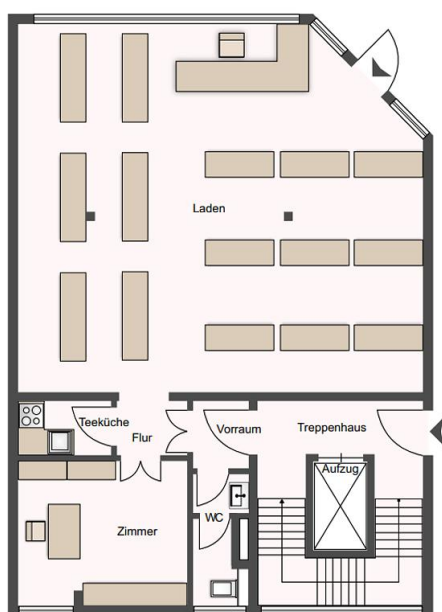 Laden
Teeküche
Flur
Vorraum
Treppenhaus
Aufzug
WC
Zimmer